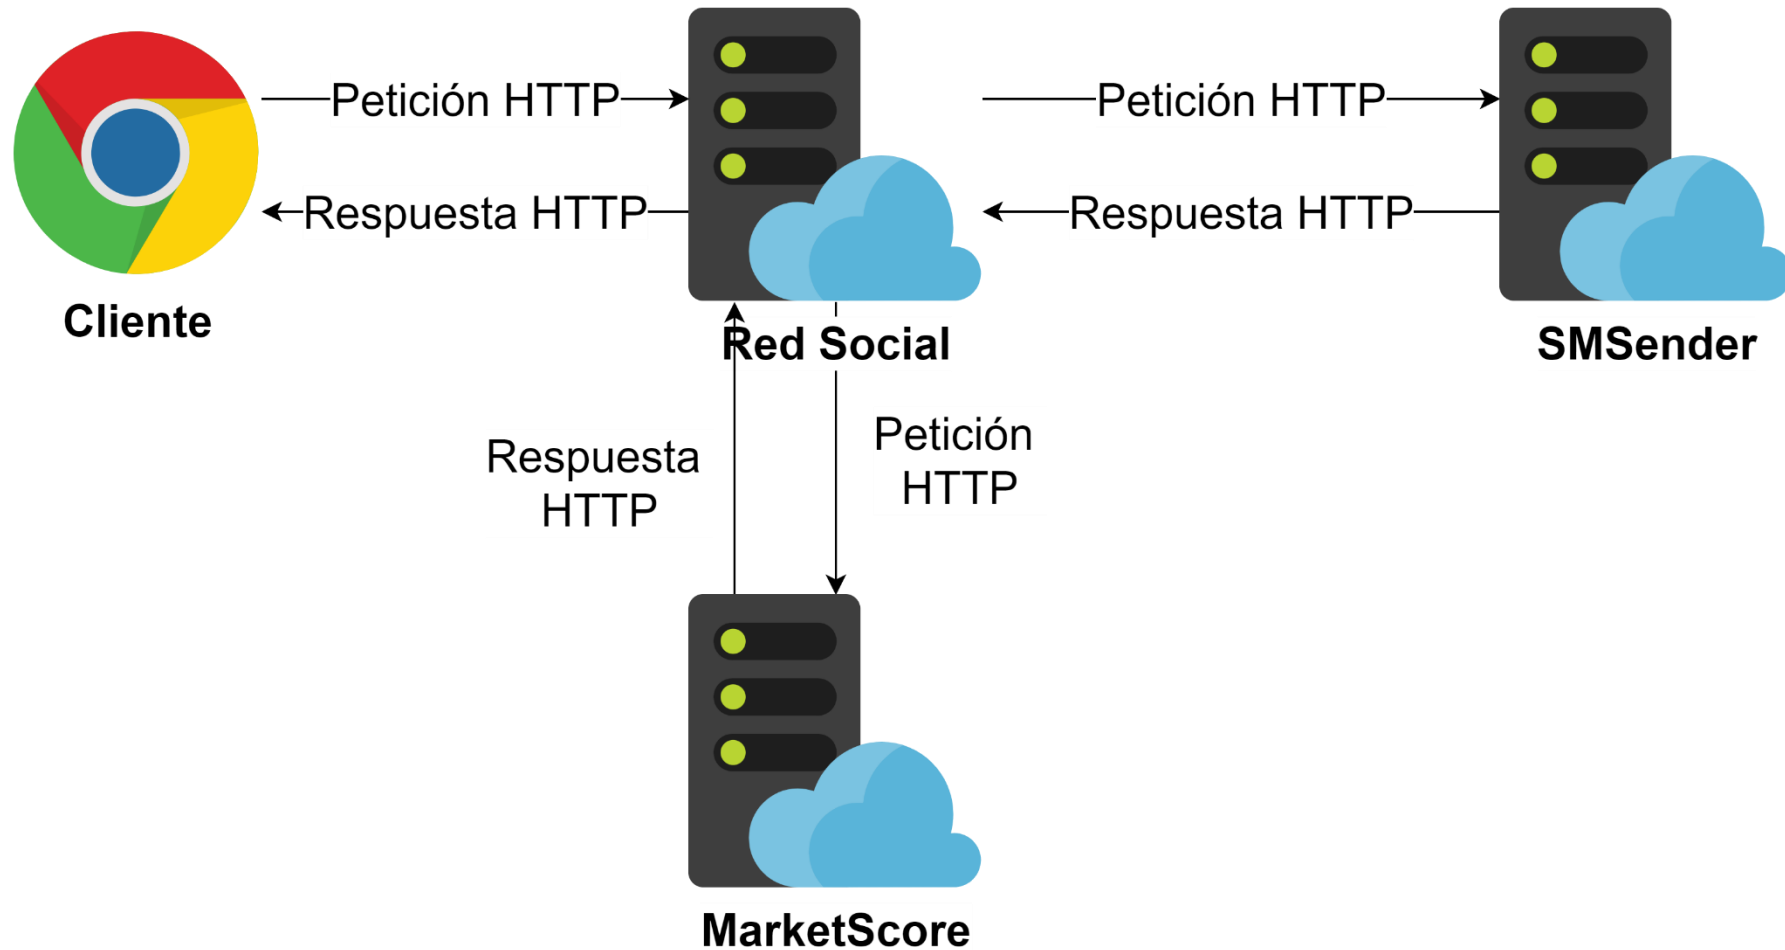 Petición HTTP
Petición HTTP
Respuesta HTTP
Respuesta HTTP
Cliente
Red Social
SMSender
Respuesta
HTTP
Petición
HTTP
MarketScore